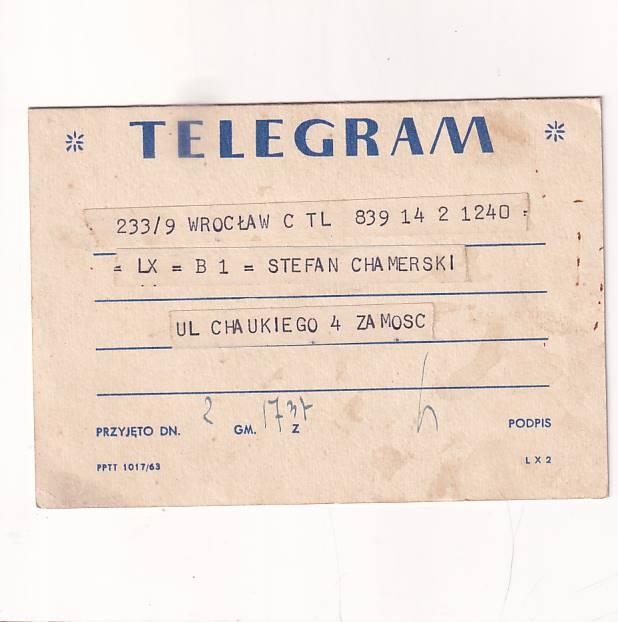 TELEGRAM
233/9 WROCŁAW C TL 839 14 2 1240 =
= LX = B 1 = STEFAN CHAMERSKI
UL CHAUKIEGO 4 ZAMOSC
PRZYJĘTO DN. 2 GM. 17 37 Z PODPIS
PPTT 1017/63 L X 2